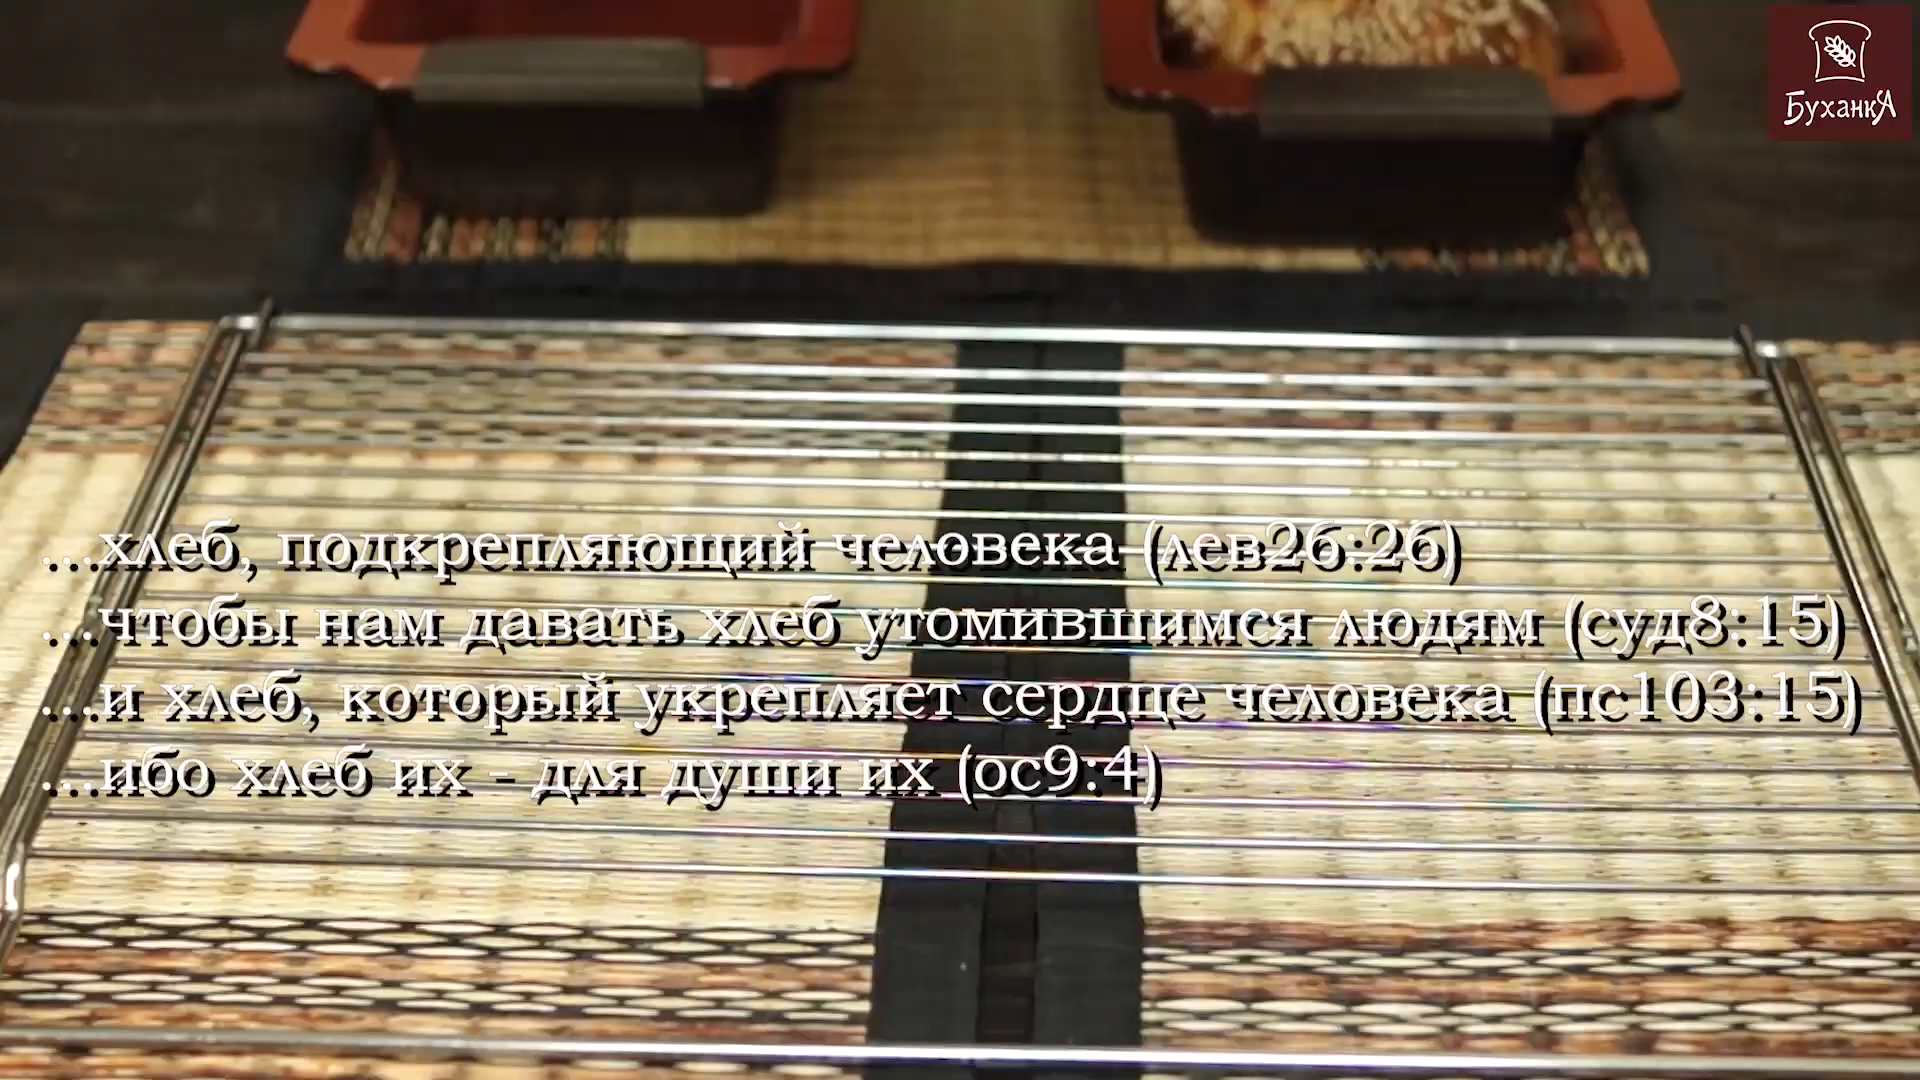 БуханкА
...хлеб, подкрепляющий человека (лев26:26)
...чтобы нам давать хлеб утомившимся людям (суд8:15)
...и хлеб, который укрепляет сердце человека (пс103:15)
...ибо хлеб их - для души их (ос9:4)